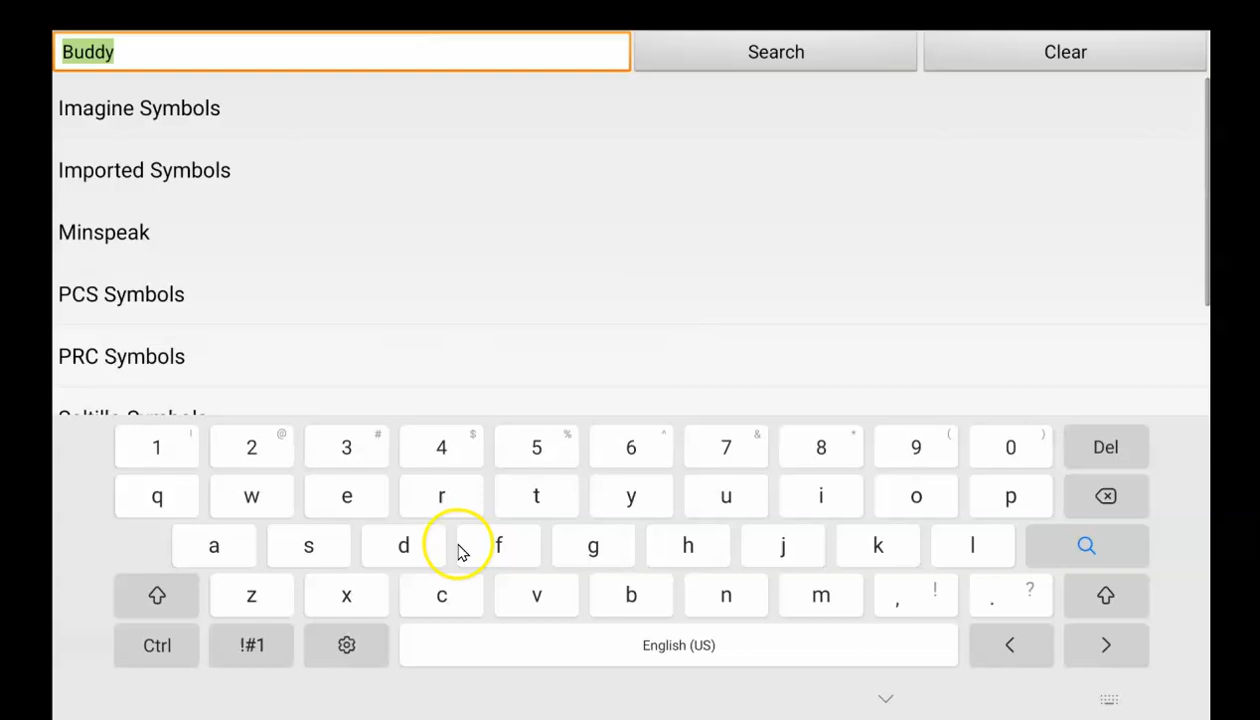 Buddy Search Clear
Imagine Symbols
Imported Symbols
Minspeak
PCS Symbols
PRC Symbols
! @ # $ % ^ & * ( )
1 2 3 4 5 6 7 8 9 0 Del
q w e r t y u i o p
a s d f g h j k l
z x c v b n m , ! . ?
Ctrl !#1 English (US) < >